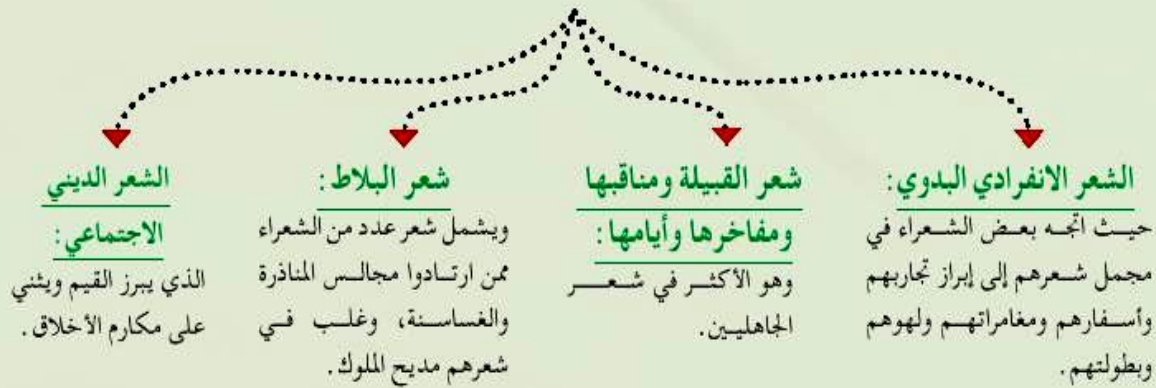 الشعر الانفرادي البدوي:
حيث اتجه بعض الشعراء في
مجمل شعرهم إلى إبراز تجاربهم
وأسفارهم ومغامراتهم ولهوهم
وبطولتهم.
شعر القبيلة ومناقبها
ومفاخرها وأيامها:
وهو الأكثر في شعر
الجاهليين.
شعر البلاط:
ويشمل شعر عدد من الشعراء
ممن ارتادوا مجالس المناذرة
والغساسنة، وغلب في
شعرهم مديح الملوك.
الشعر الديني
الاجتماعي:
الذي يبرز القيم ويثني
على مكارم الأخلاق.